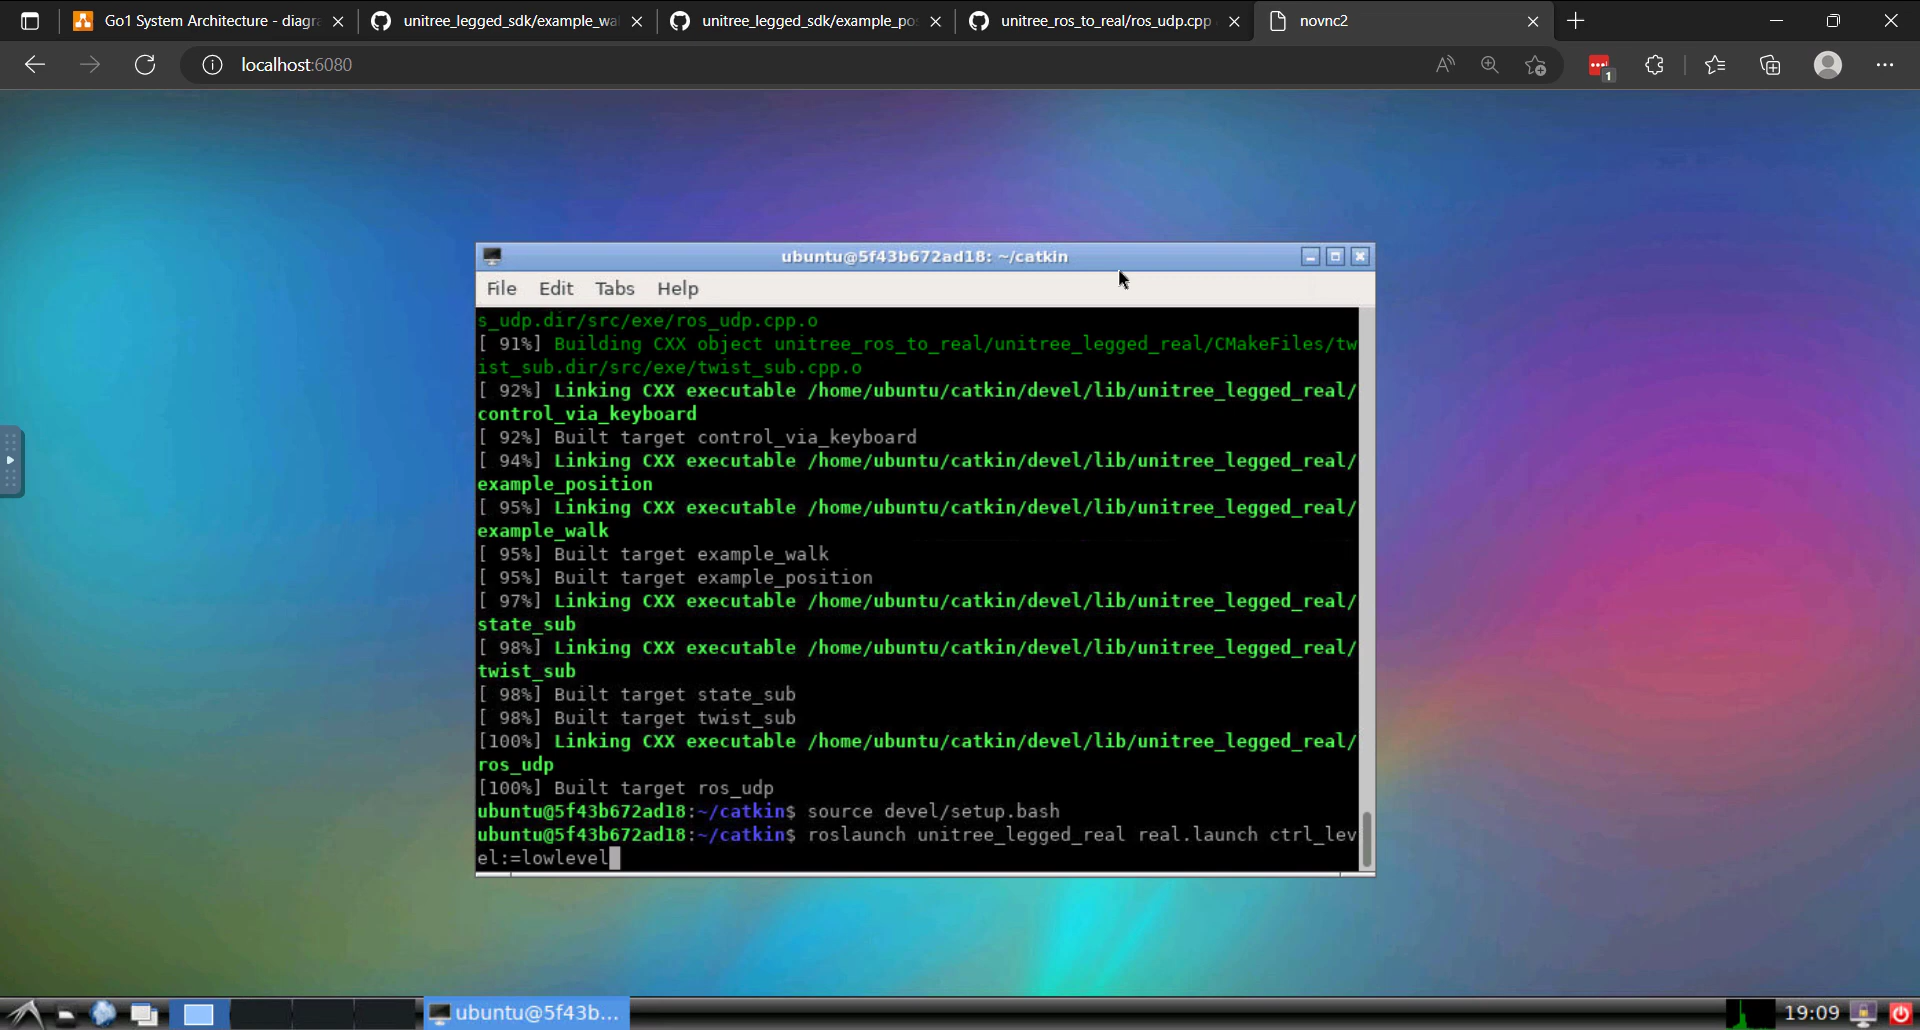 Go1 System Architecture - diagr
unitree_legged_sdk/example_wa
unitree_legged_sdk/example_po
unitree_ros_to_real/ros_udp.cpp
novnc2
localhost:6080
1
ubuntu@5f43b672ad18: ~/catkin
File Edit Tabs Help
s_udp.dir/src/exe/ros_udp.cpp.o
[ 91%] Building CXX object unitree_ros_to_real/unitree_legged_real/CMakeFiles/tw
ist_sub.dir/src/exe/twist_sub.cpp.o
[ 92%] Linking CXX executable /home/ubuntu/catkin/devel/lib/unitree_legged_real/
control_via_keyboard
[ 92%] Built target control_via_keyboard
[ 94%] Linking CXX executable /home/ubuntu/catkin/devel/lib/unitree_legged_real/
example_position
[ 95%] Linking CXX executable /home/ubuntu/catkin/devel/lib/unitree_legged_real/
example_walk
[ 95%] Built target example_walk
[ 95%] Built target example_position
[ 97%] Linking CXX executable /home/ubuntu/catkin/devel/lib/unitree_legged_real/
state_sub
[ 98%] Linking CXX executable /home/ubuntu/catkin/devel/lib/unitree_legged_real/
twist_sub
[ 98%] Built target state_sub
[ 98%] Built target twist_sub
[100%] Linking CXX executable /home/ubuntu/catkin/devel/lib/unitree_legged_real/
ros_udp
[100%] Built target ros_udp
ubuntu@5f43b672ad18:~/catkin$ source devel/setup.bash
ubuntu@5f43b672ad18:~/catkin$ roslaunch unitree_legged_real real.launch ctrl_lev
el:=lowlevel
ubuntu@5f43b...
19:09